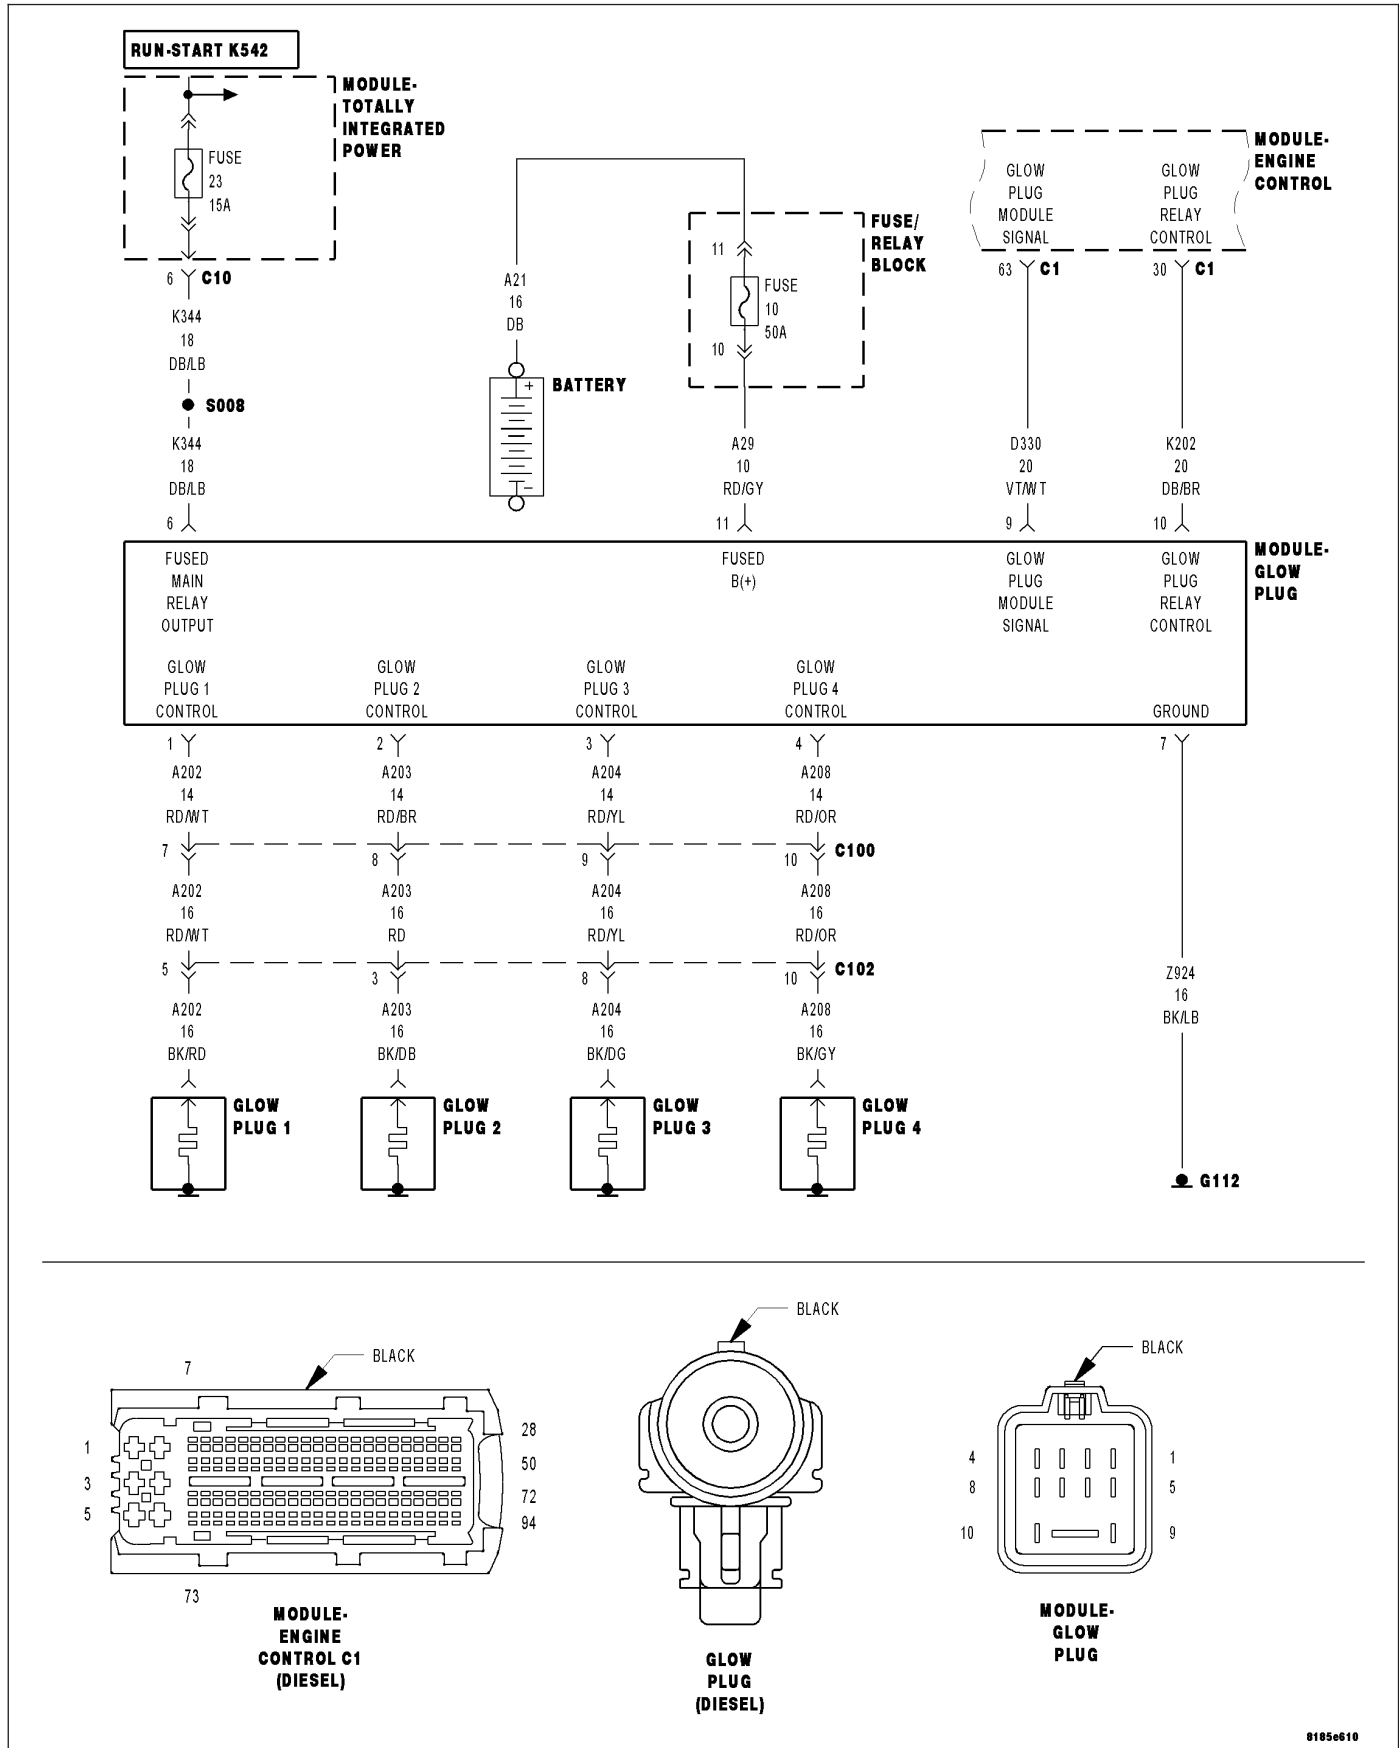 RUN-START K542
MODULE-
TOTALLY
INTEGRATED
POWER
FUSE
23
15A
6 C10
K344
18
DB/LB
S008
K344
18
DB/LB
6
A21
16
DB
BATTERY
+
-
FUSE/
RELAY
BLOCK
11
FUSE
10
50A
10
A29
10
RD/GY
11
MODULE-
ENGINE
CONTROL
GLOW
PLUG
MODULE
SIGNAL
GLOW
PLUG
RELAY
CONTROL
63 C1
30 C1
D330
20
VT/WT
9
K202
20
DB/BR
10
MODULE-
GLOW
PLUG
FUSED
MAIN
RELAY
OUTPUT
FUSED
B(+)
GLOW
PLUG
MODULE
SIGNAL
GLOW
PLUG
RELAY
CONTROL
GLOW
PLUG 1
CONTROL
GLOW
PLUG 2
CONTROL
GLOW
PLUG 3
CONTROL
GLOW
PLUG 4
CONTROL
GROUND
1 2 3 4 7
A202 A203 A204 A208
14 14 14 14
RD/WT RD/BR RD/YL RD/OR
7 8 9 10 C100
A202 A203 A204 A208
16 16 16 16
RD/WT RD RD/YL RD/OR
5 3 8 10 C102
A202 A203 A204 A208
16 16 16 16
BK/RD BK/DB BK/DG BK/GY
Z924
16
BK/LB
GLOW
PLUG 1
GLOW
PLUG 2
GLOW
PLUG 3
GLOW
PLUG 4
G112
BLACK
7
1
3
5
28
50
72
94
73
MODULE-
ENGINE
CONTROL C1
(DIESEL)
BLACK
GLOW
PLUG
(DIESEL)
BLACK
4 1
8 5
10 9
MODULE-
GLOW
PLUG
8185e610